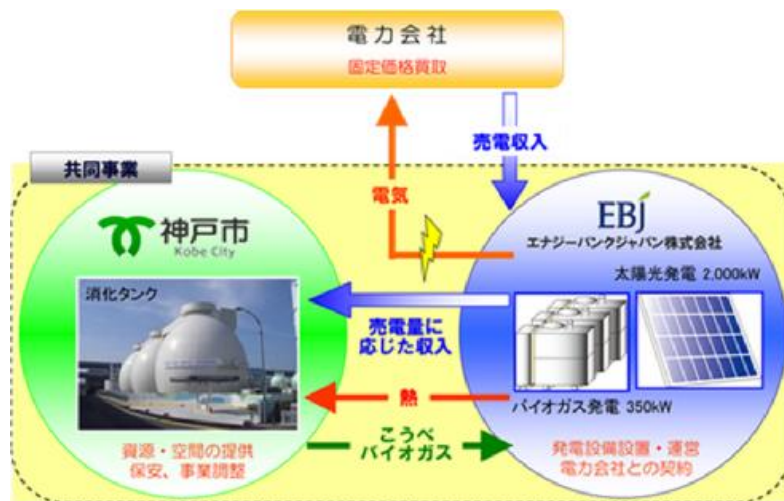 電力会社
固定価格買取
売電収入
共同事業
電気
神戸市
Kobe City
EBJ
エナジーバンクジャパン株式会社
太陽光発電 2,000kW
消化タンク
売電量に
応じた収入
バイオガス発電 350kW
熱
こうべ
バイオガス
資源・空間の提供
保安、事業調整
発電設備設置・運営
電力会社との契約